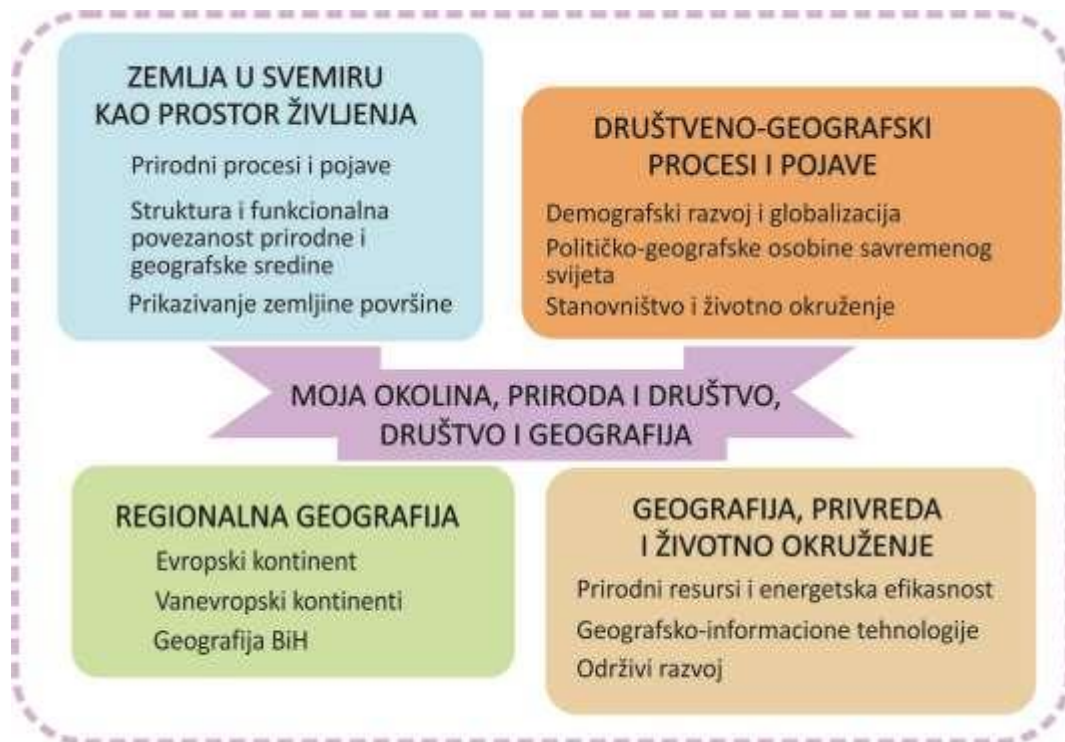 ZEMLJA U SVEMIRU
KAO PROSTOR ŽIVLJENJA
Prirodni procesi i pojave
Struktura i funkcionalna
povezanost prirodne i
geografske sredine
Prikazivanje zemljine površine
DRUŠTVENO-GEOGRAFSKI
PROCESI I POJAVE
Demografski razvoj i globalizacija
Političko-geografske osobine savremenog
svijeta
Stanovništvo i životno okruženje
MOJA OKOLINA, PRIRODA I DRUŠTVO,
DRUŠTVO I GEOGRAFIJA
REGIONALNA GEOGRAFIJA
Evropski kontinent
Vanevropski kontinenti
Geografija BiH
GEOGRAFIJA, PRIVREDA
I ŽIVOTNO OKRUŽENJE
Prirodni resursi i energetska efikasnost
Geografsko-informacione tehnologije
Održivi razvoj